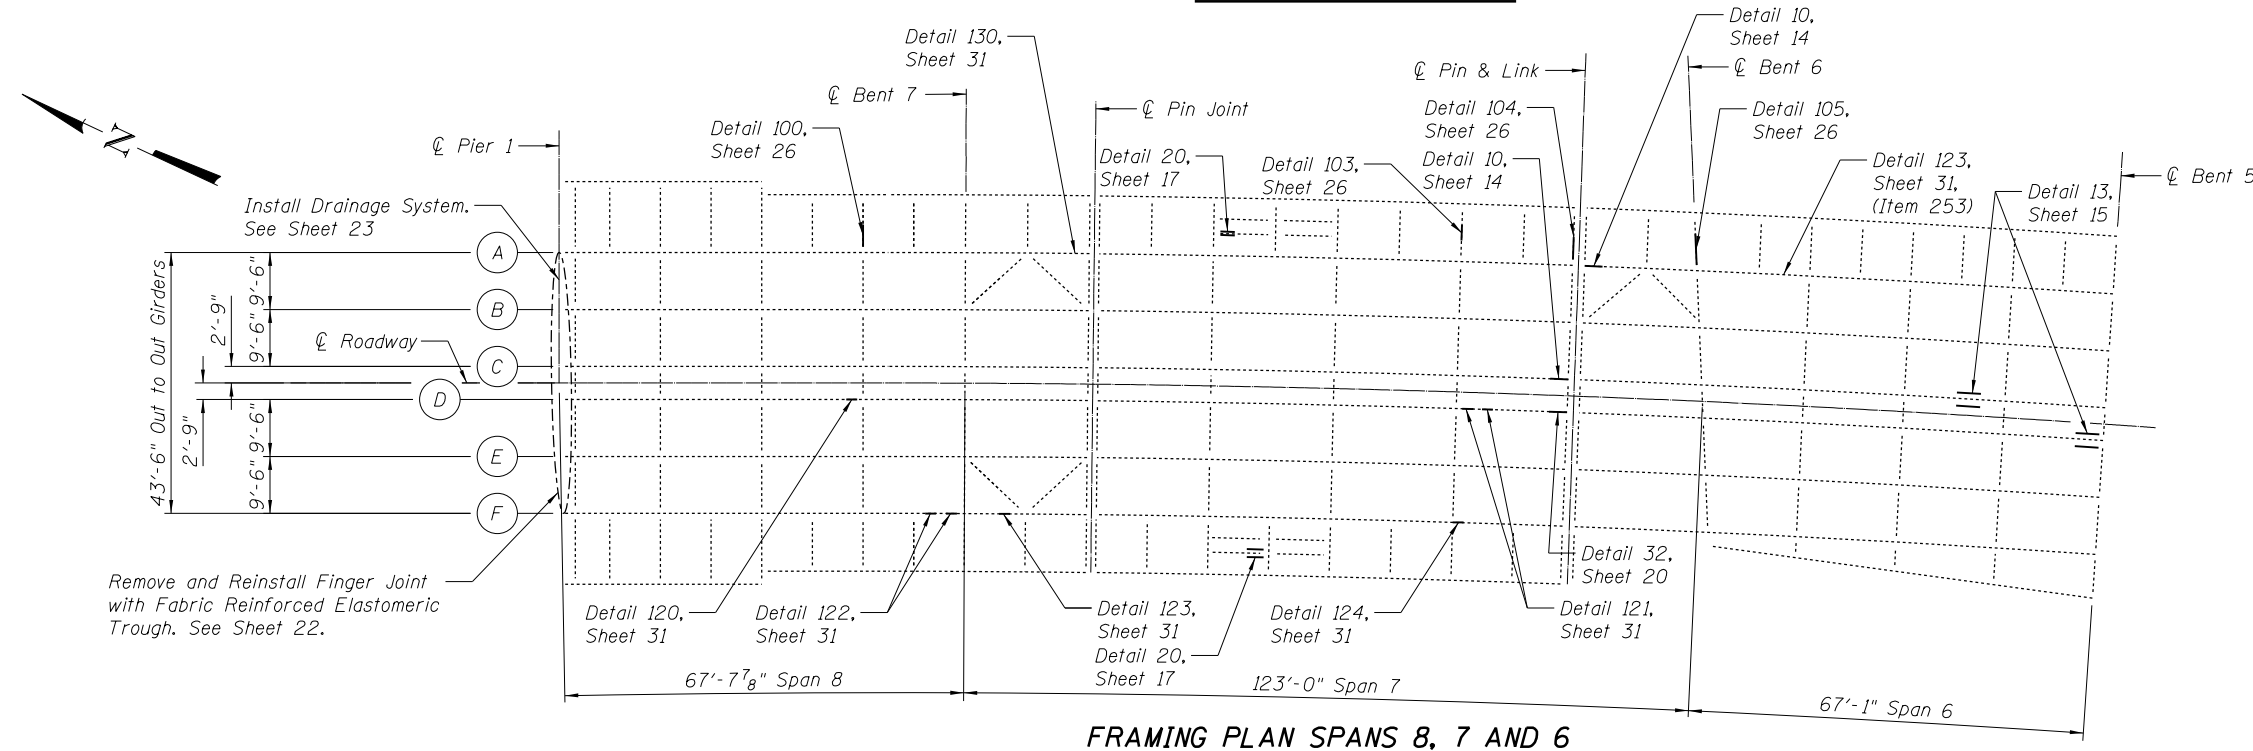 Detail 10,
Sheet 14
Detail 130,
Sheet 31
℄ Pin & Link
℄ Bent 6
℄ Bent 7
℄ Pin Joint
Detail 104,
Sheet 26
Detail 105,
Sheet 26
Detail 100,
Sheet 26
N
℄ Pier 1
Detail 20,
Sheet 17
Detail 103,
Sheet 26
Detail 10,
Sheet 14
Detail 123,
Sheet 31,
(Item 253)
Detail 13,
Sheet 15
℄ Bent 5
Install Drainage System.
See Sheet 23
A
B
C
D
E
F
℄ Roadway
43'-6" Out to Out Girders
9'-6"
9'-6"
2'-9"
2'-9"
9'-6"
9'-6"
Remove and Reinstall Finger Joint
with Fabric Reinforced Elastomeric
Trough. See Sheet 22.
Detail 120,
Sheet 31
Detail 122,
Sheet 31
Detail 123,
Sheet 31
Detail 20,
Sheet 17
Detail 124,
Sheet 31
Detail 32,
Sheet 20
Detail 121,
Sheet 31
67'-7 7/8" Span 8
123'-0" Span 7
67'-1" Span 6
FRAMING PLAN SPANS 8, 7 AND 6